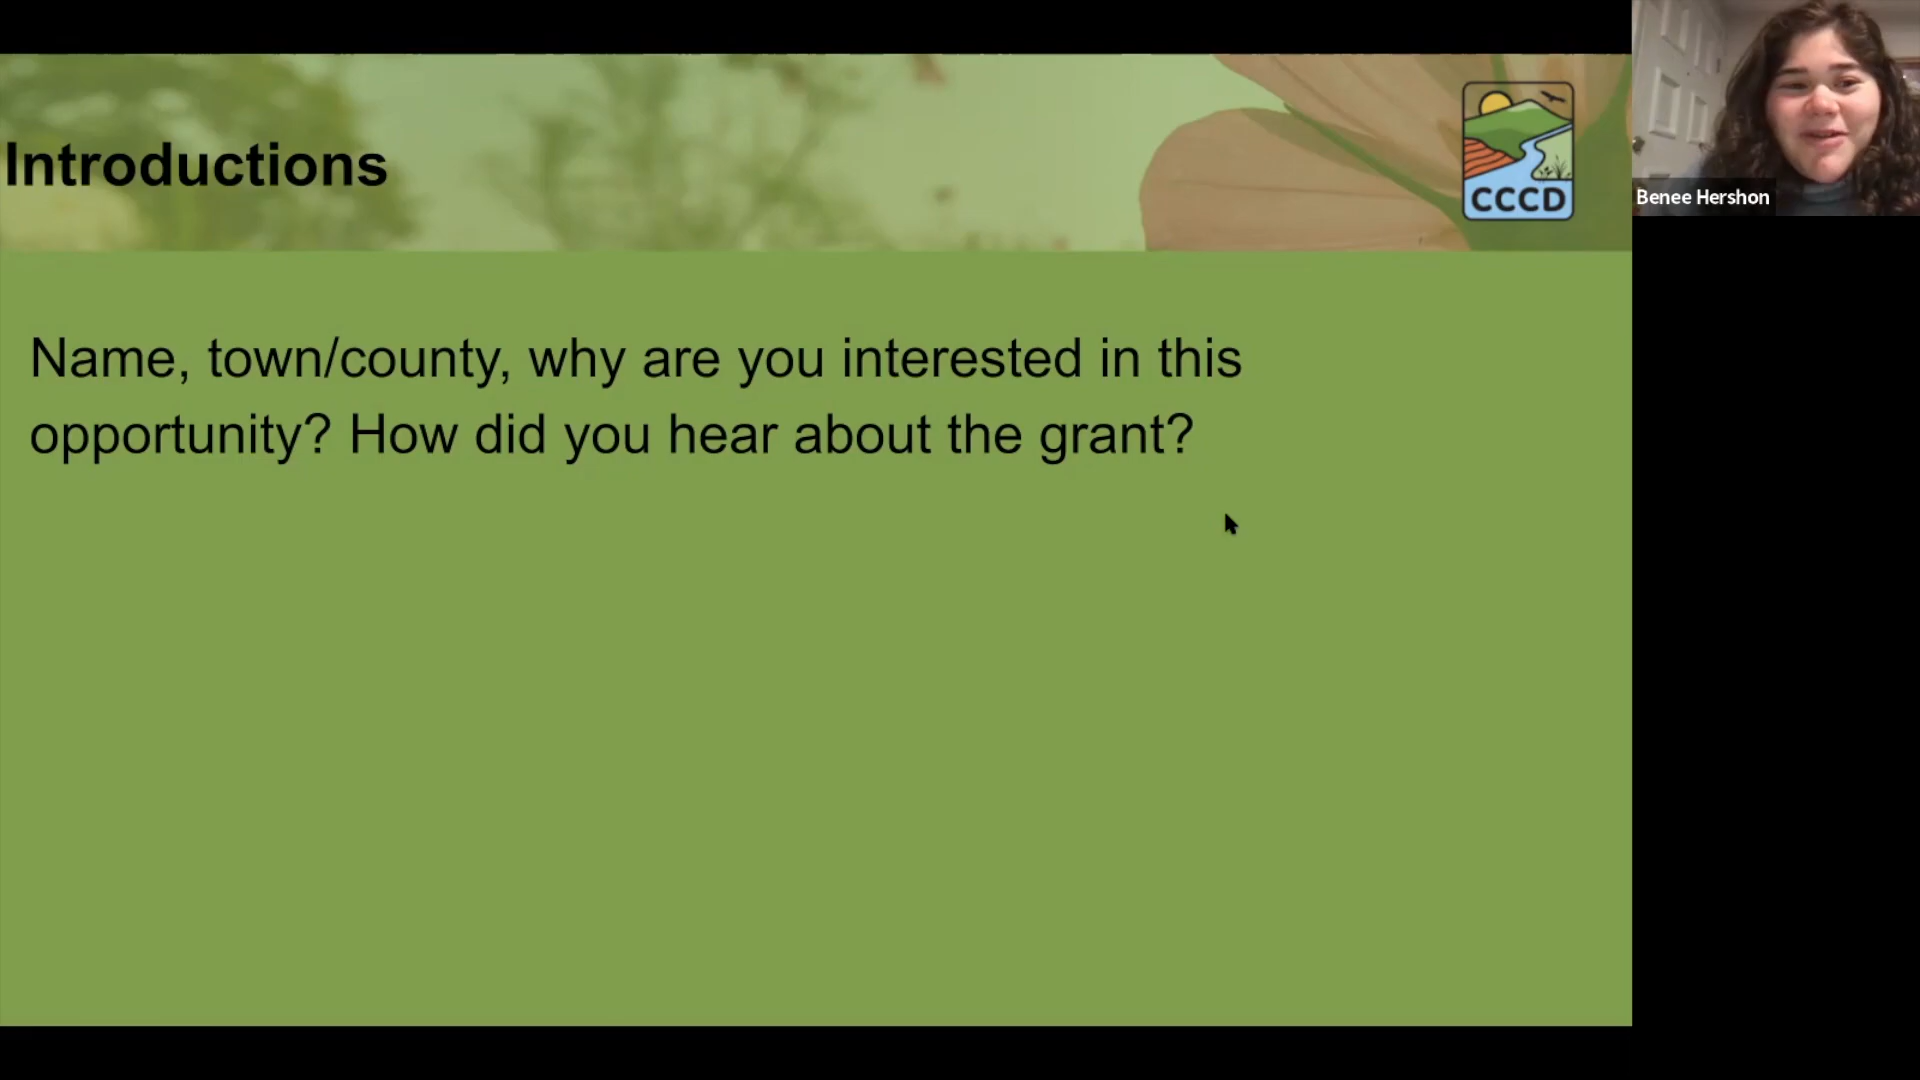 Introductions
CCCD
Benee Hershon
Name, town/county, why are you interested in this
opportunity? How did you hear about the grant?